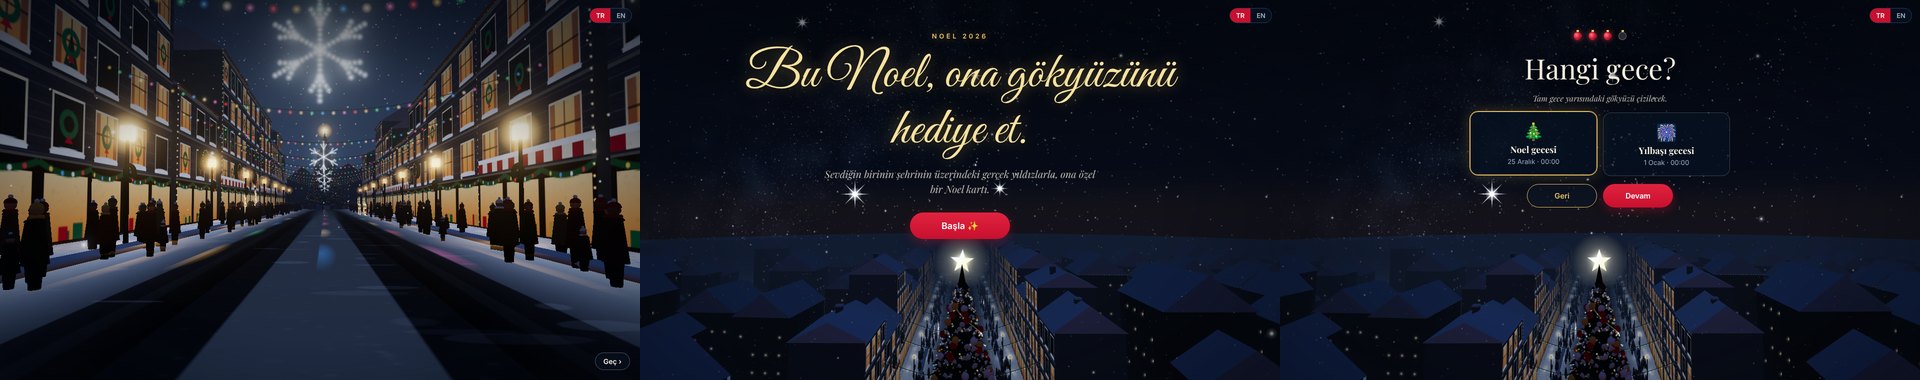 TR EN
Geç ›
TR EN
NOEL 2026
Bu Noel, ona gökyüzünü
hediye et.
Sevdiğin birinin şehrinin üzerindeki gerçek yıldızlarla, ona özel
bir Noel kartı.
Başla
TR EN
Hangi gece?
Tam gece yarısındaki gökyüzü çizilecek.
Noel gecesi
25 Aralık · 00:00
Yılbaşı gecesi
1 Ocak · 00:00
Geri
Devam